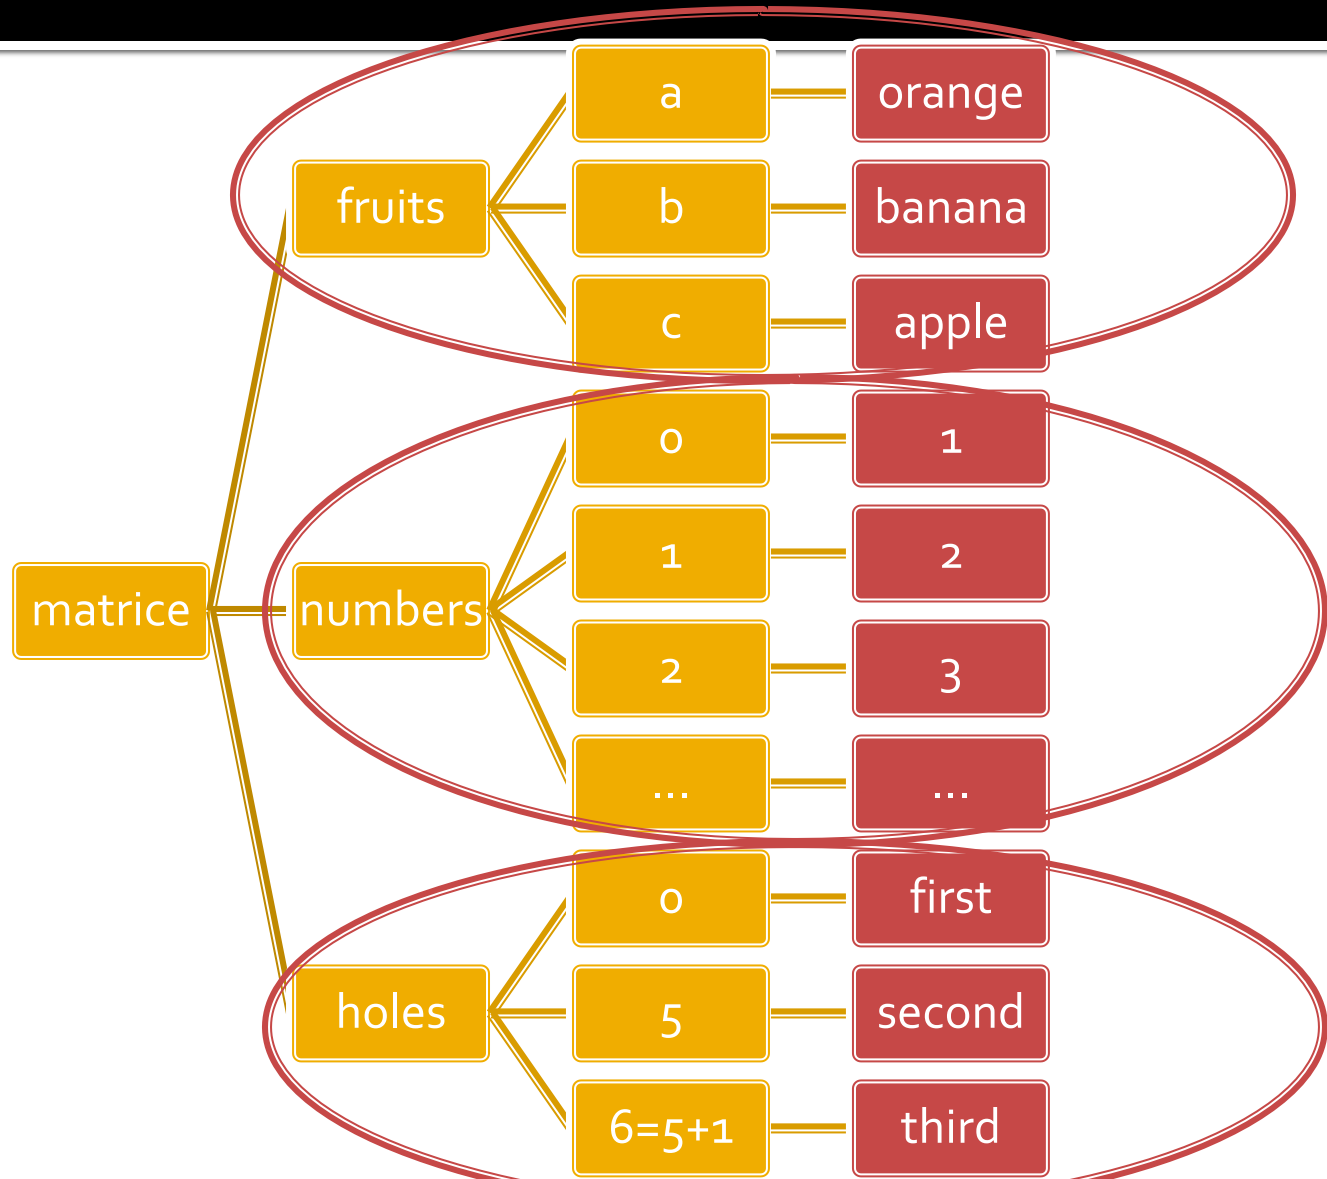 matrice
fruits
a
orange
b
banana
c
apple
numbers
0
1
1
2
2
3
...
...
holes
0
first
5
second
6=5+1
third